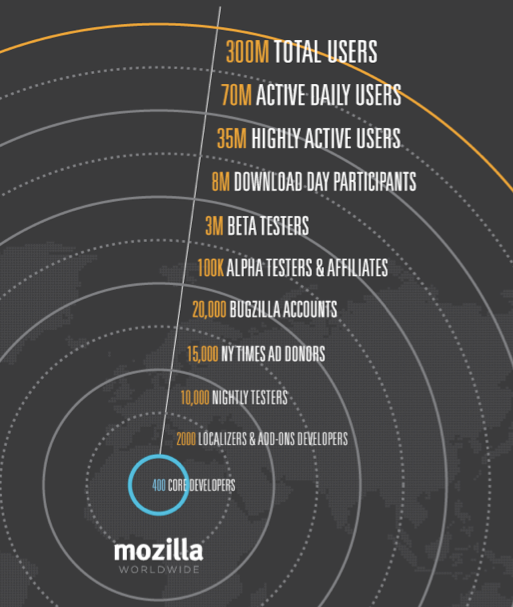 300M TOTAL USERS
70M ACTIVE DAILY USERS
35M HIGHLY ACTIVE USERS
8M DOWNLOAD DAY PARTICIPANTS
3M BETA TESTERS
100K ALPHA TESTERS & AFFILIATES
20,000 BUGZILLA ACCOUNTS
15,000 NY TIMES AD DONORS
10,000 NIGHTLY TESTERS
2000 LOCALIZERS & ADD-ONS DEVELOPERS
400 CORE DEVELOPERS
mozilla
WORLDWIDE